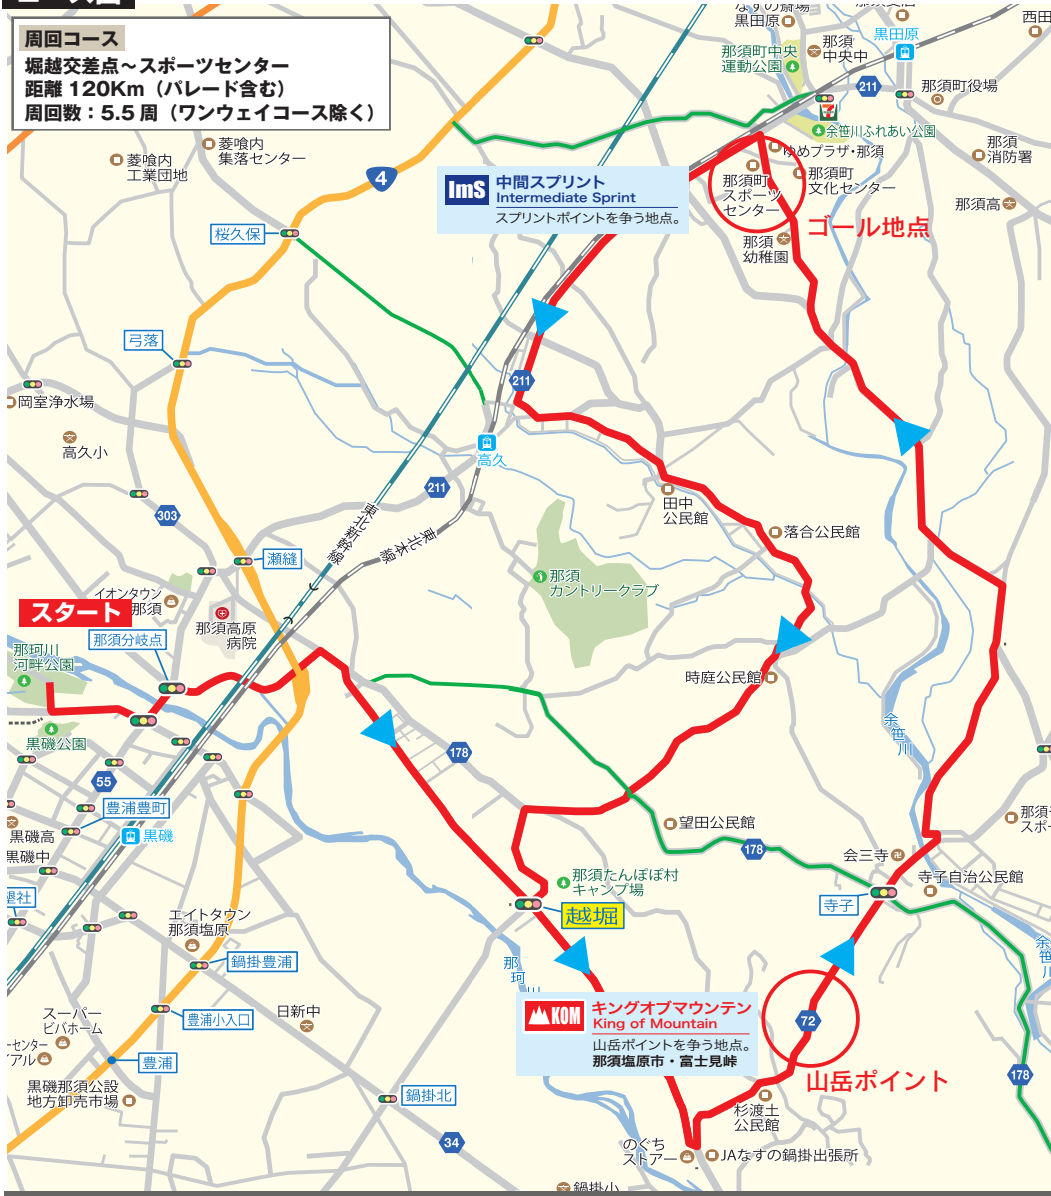 周回コース
堀越交差点～スポーツセンター
距離 120Km（パレード含む）
周回数：5.5 周（ワンウェイコース除く）
黒田原
那須
中央中
黒田原
西田
那須町中央
運動公園
211
那須町役場
余笹川ふれあい公園
ゆめプラザ・那須
那須
消防署
菱喰内
集落センター
菱喰内
工業団地
4
ImS
中間スプリント
Intermediate Sprint
スプリントポイントを争う地点。
那須町
スポーツ
センター
那須町
文化センター
那須高
ゴール地点
桜久保
那須
幼稚園
弓落
211
岡室浄水場
高久小
高久
211
303
田中
公民館
落合公民館
東北新幹線
東北本線
瀬縫
那須
カントリークラブ
イオンタウン
那須
スタート
那須高原
病院
那須分岐点
那珂川
河畔公園
時庭公民館
余笹川
黒磯公園
178
55
豊浦豊町
黒磯
黒磯高
黒磯中
望田公民館
178
那須
スポー
会三寺
寺子自治公民館
那須たんぽぽ村
キャンプ場
寺子
越堀
エイトタウン
那須塩原
鍋掛豊浦
那珂川
余笹川
スーパー
ビバホーム
豊浦小入口
日新中
KOM
キングオブマウンテン
King of Mountain
山岳ポイントを争う地点。
那須塩原市・富士見峠
72
豊浦
山岳ポイント
178
黒磯那須公設
地方卸売市場
鍋掛北
杉渡土
公民館
34
のぐち
ストアー
JAなすの鍋掛出張所
鍋掛小